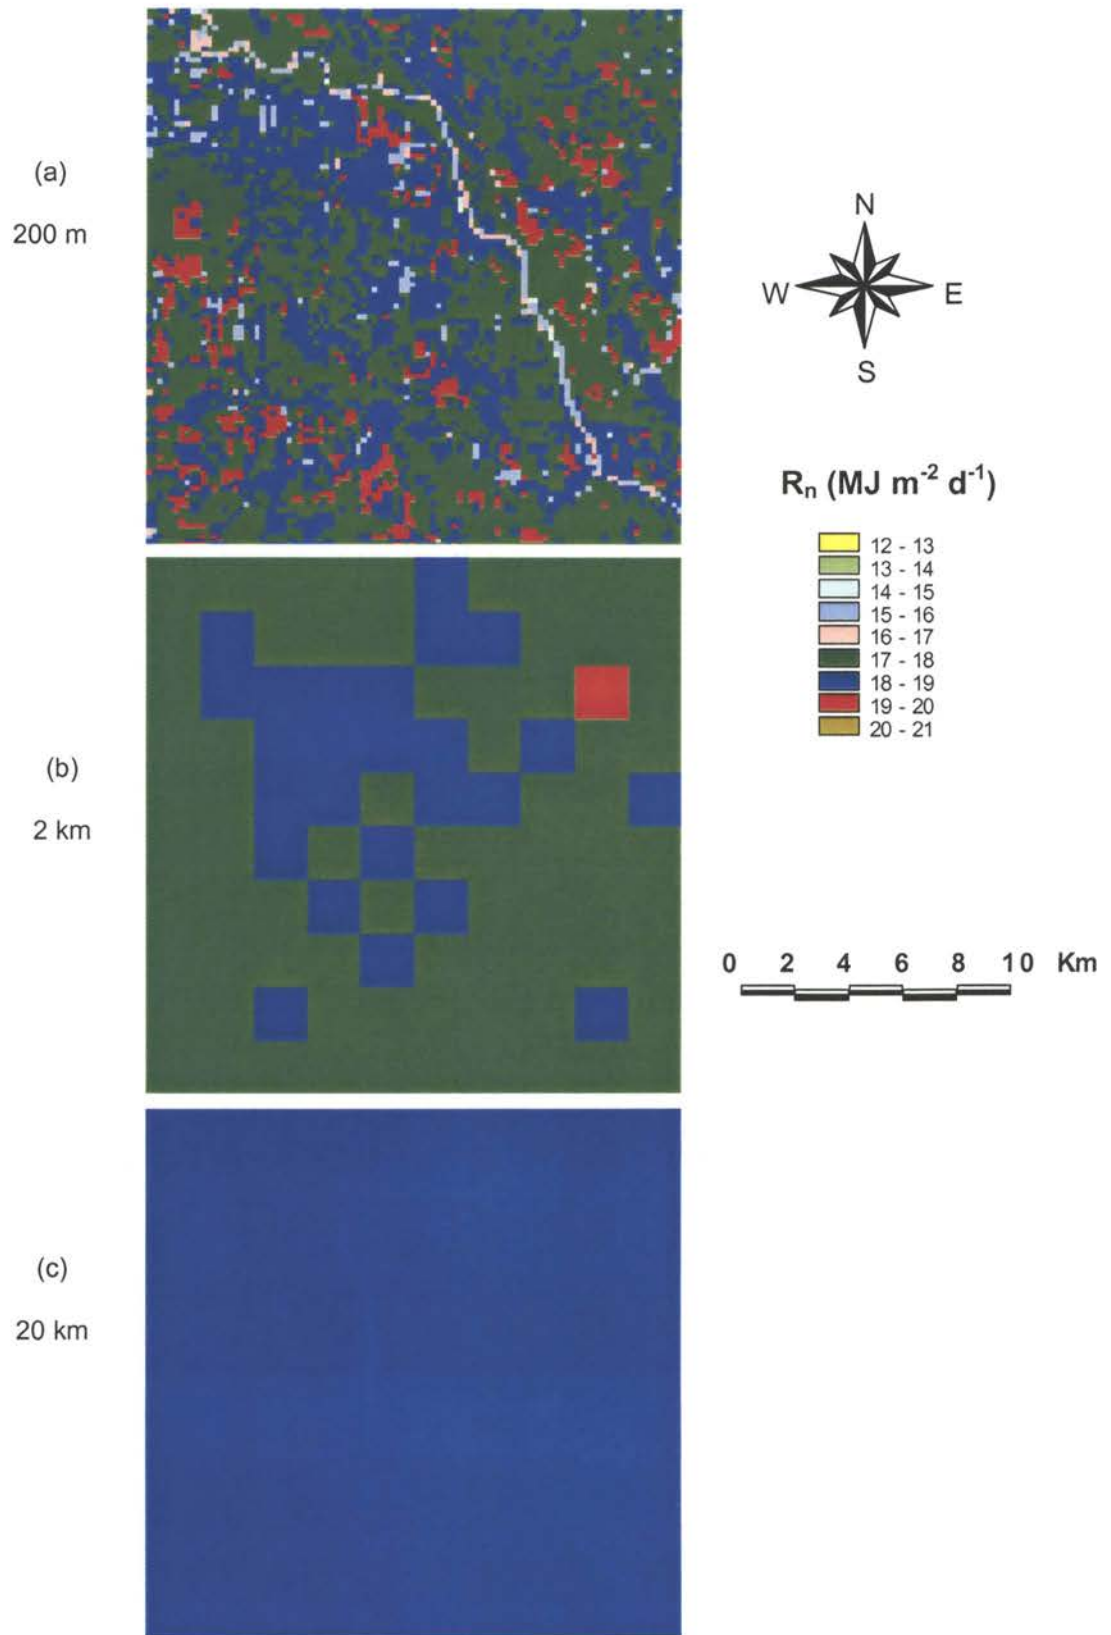 (a)
200 m
N
W E
S
Rₙ (MJ m⁻² d⁻¹)
12 - 13
13 - 14
14 - 15
15 - 16
16 - 17
17 - 18
18 - 19
19 - 20
20 - 21
(b)
2 km
0 2 4 6 8 10 Km
(c)
20 km